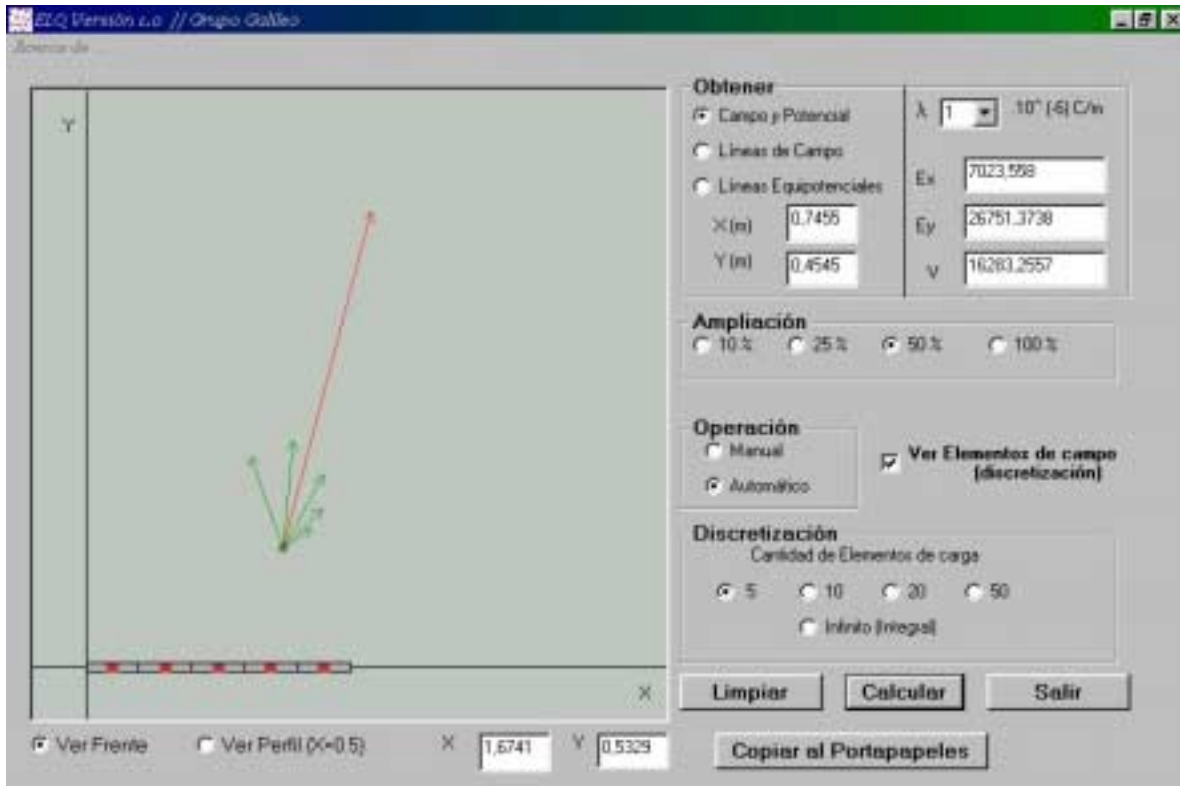 ELQ Versión 1.0 // Grupo Galileo
Acerca de
Y
X
Obtener
Campo y Potencial
Líneas de Campo
Líneas Equipotenciales
X (m) 0,7455
Y (m) 0,4545
λ 1 10^ (-6) C/m
Ex 7023,558
Ey 26751,3738
V 16283,2557
Ampliación
10 % 25 % 50 % 100 %
Operación
Manual
Automático
Ver Elementos de campo
(discretización)
Discretización
Cantidad de Elementos de carga
5 10 20 50
Infinito (Integral)
Limpiar Calcular Salir
Ver Frente Ver Perfil (X=0.5) X 1,6741 Y 0.5329
Copiar al Portapapeles